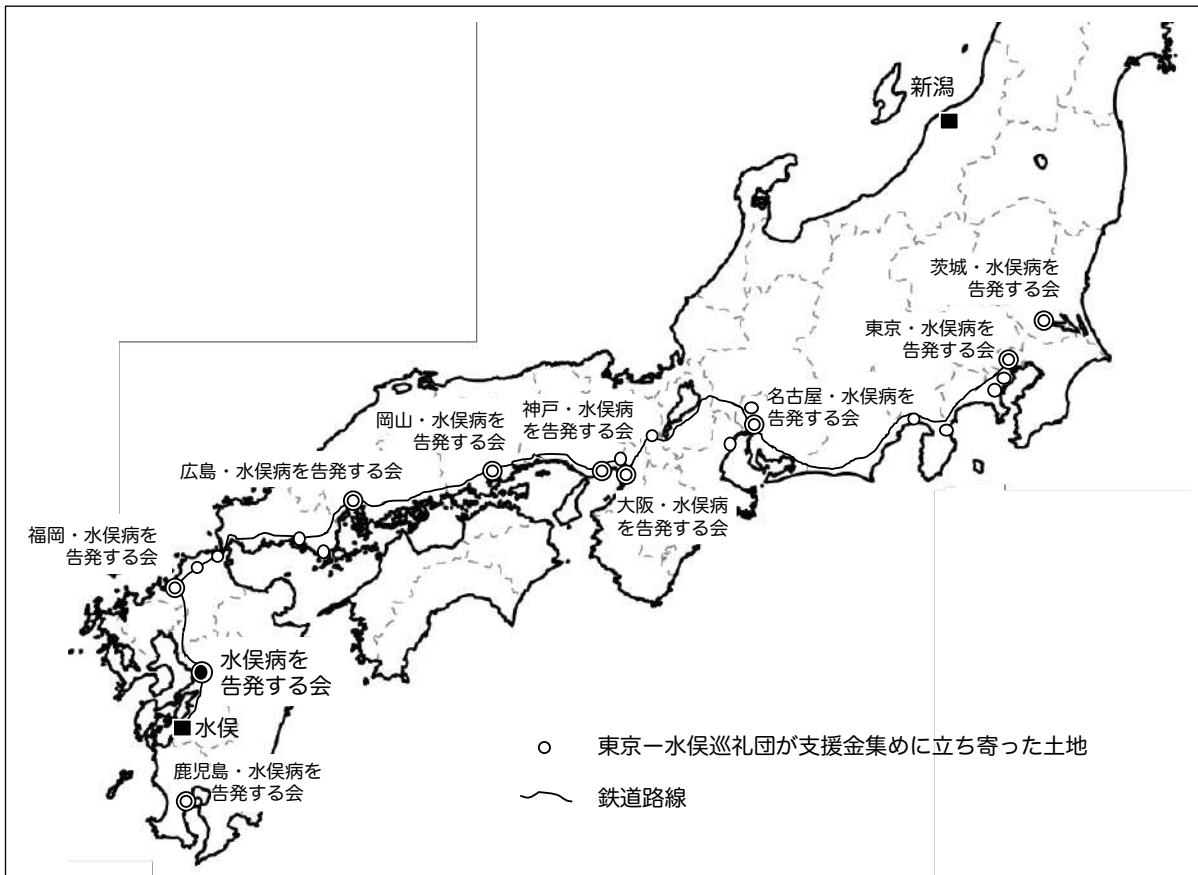 新潟
茨城・水俣病を
告発する会
東京・水俣病を
告発する会
名古屋・水俣病を
告発する会
神戸・水俣病
を告発する会
岡山・水俣病を
告発する会
大阪・水俣病
を告発する会
広島・水俣病を告発する会
福岡・水俣病を
告発する会
水俣病を
告発する会
水俣
鹿児島・水俣病を
告発する会
東京ー水俣巡礼団が支援金集めに立ち寄った土地
鉄道路線